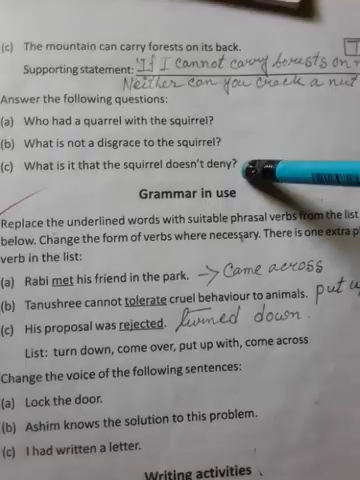 (c) The mountain can carry forests on its back.
Supporting statement: "If I cannot carry forests on
Neither can you crack a nut
Answer the following questions:
(a) Who had a quarrel with the squirrel?
(b) What is not a disgrace to the squirrel?
(c) What is it that the squirrel doesn't deny?
Grammar in use
Replace the underlined words with suitable phrasal verbs from the list
below. Change the form of verbs where necessary. There is one extra
verb in the list:
(a) Rabi met his friend in the park. → Came across
(b) Tanushree cannot tolerate cruel behaviour to animals. put
(c) His proposal was rejected. turned down.
List: turn down, come over, put up with, come across
Change the voice of the following sentences:
(a) Lock the door.
(b) Ashim knows the solution to this problem.
(c) I had written a letter.
Writing activities